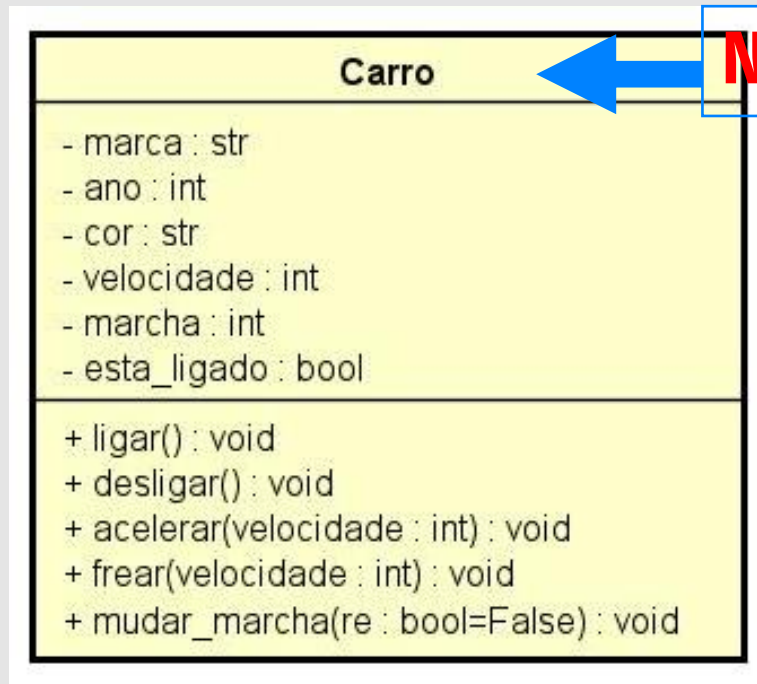 Carro
- marca : str
- ano : int
- cor : str
- velocidade : int
- marcha : int
- esta_ligado : bool
+ ligar() : void
+ desligar() : void
+ acelerar(velocidade : int) : void
+ frear(velocidade : int) : void
+ mudar_marcha(re : bool=False) : void